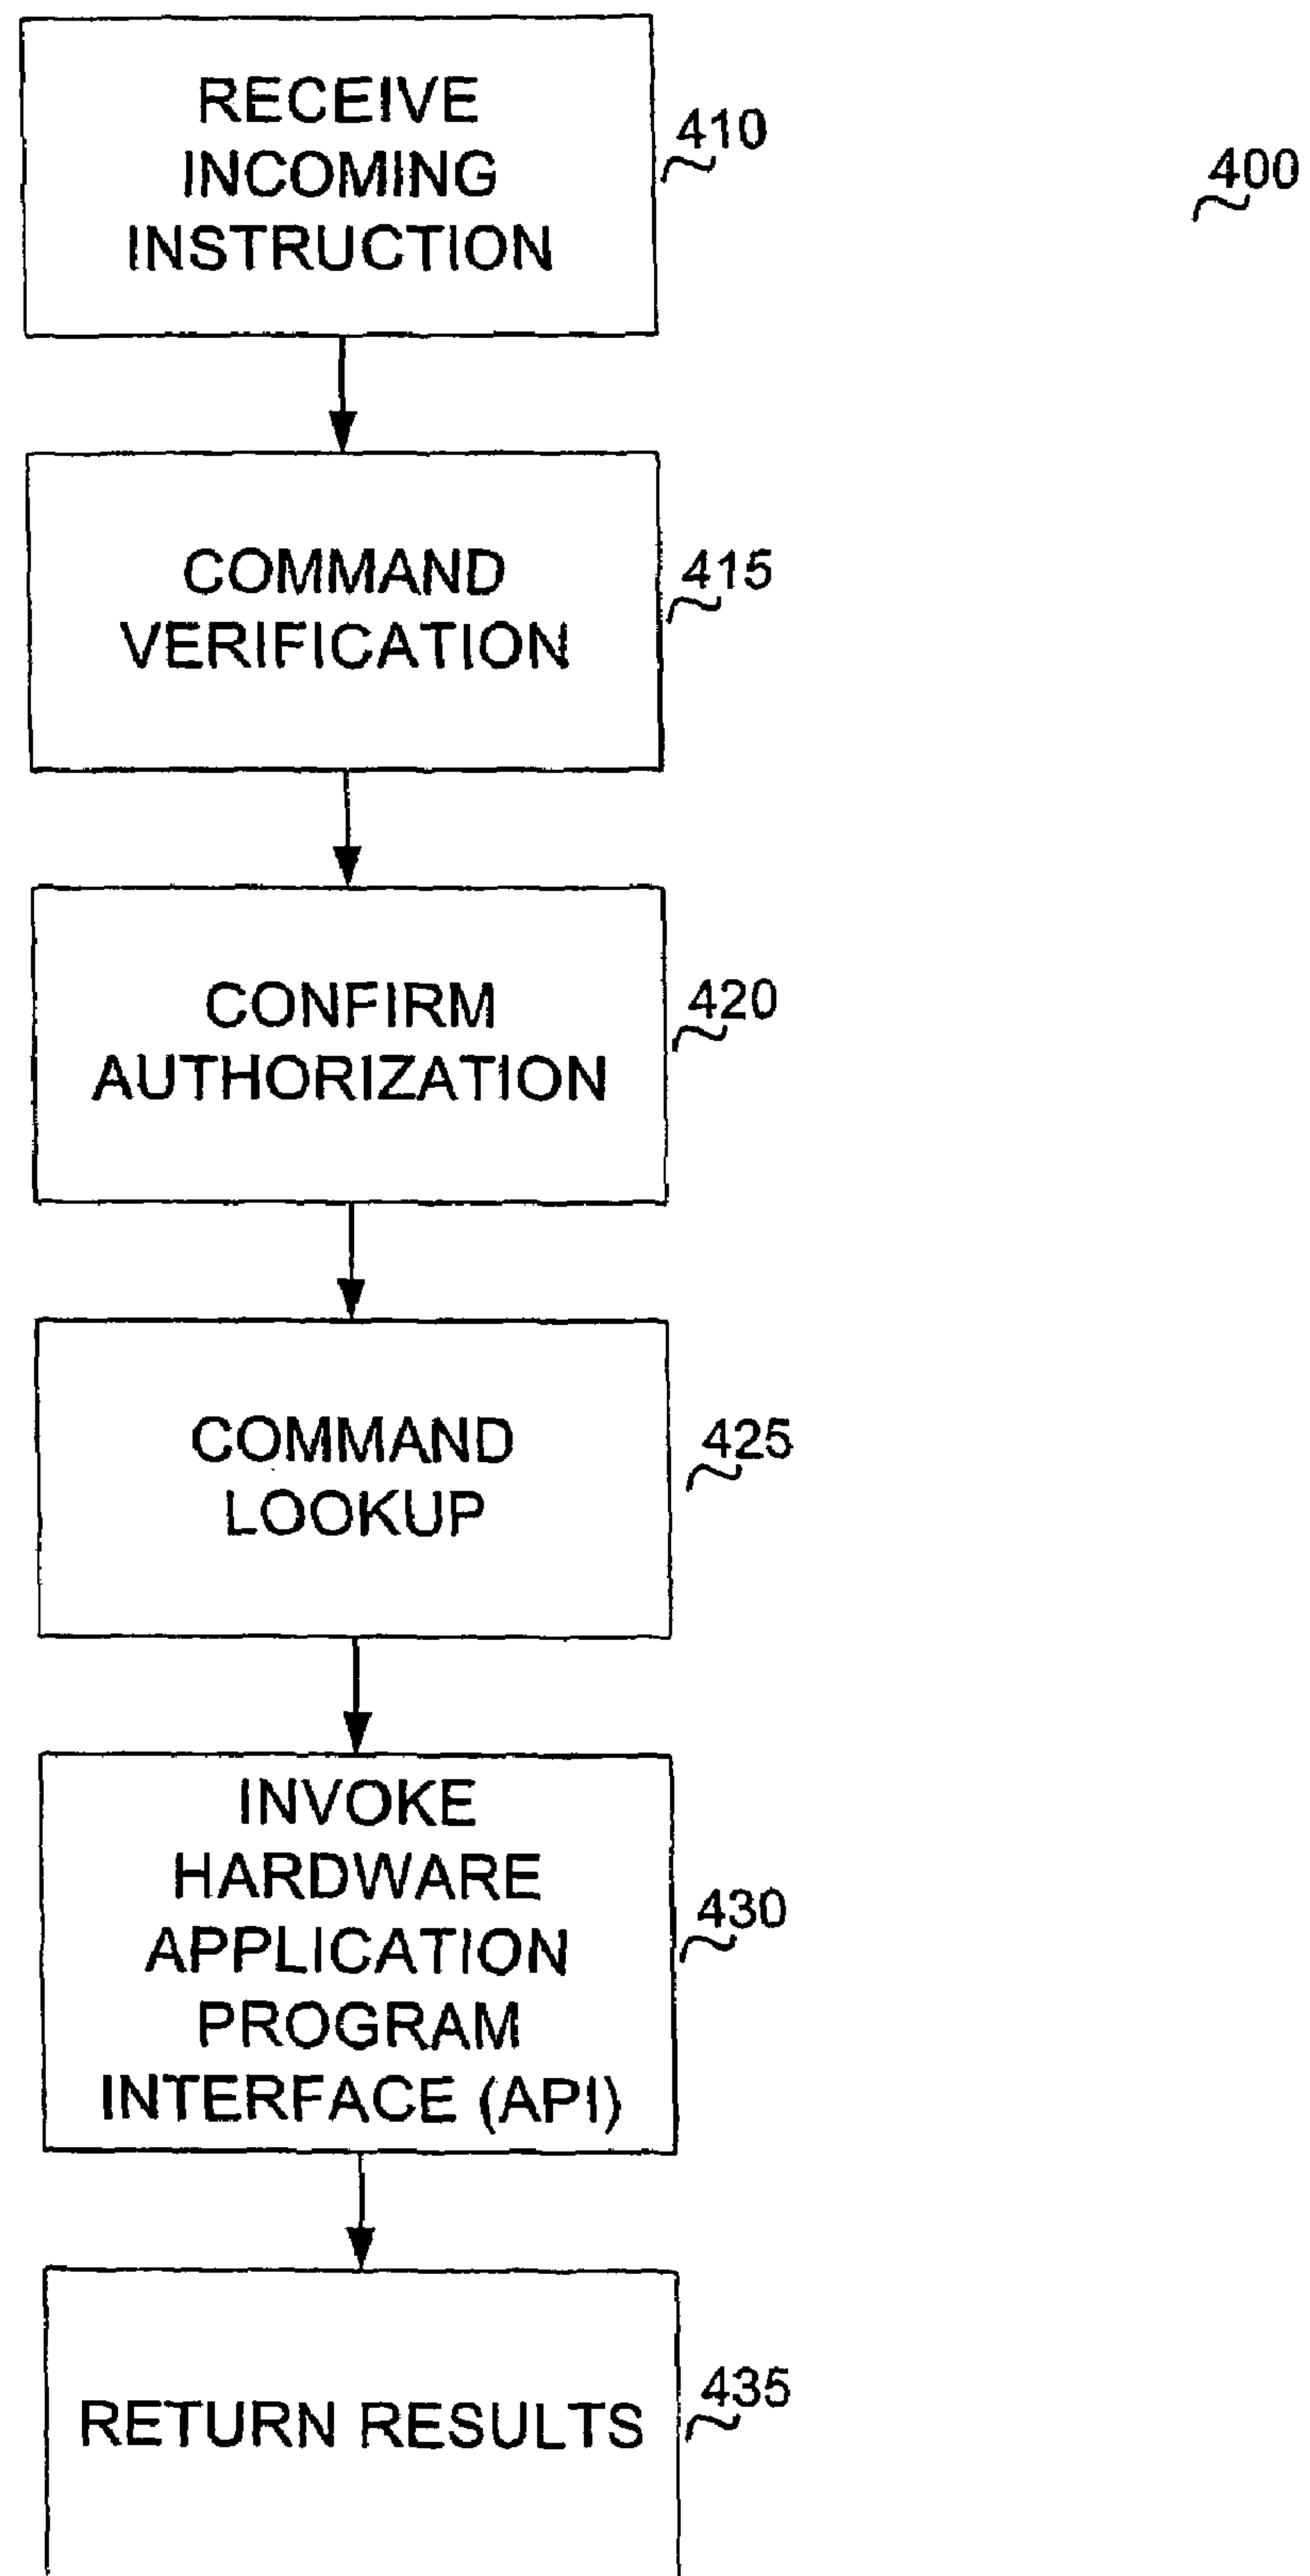 RECEIVE
INCOMING
INSTRUCTION
410
400
COMMAND
VERIFICATION
415
CONFIRM
AUTHORIZATION
420
COMMAND
LOOKUP
425
INVOKE
HARDWARE
APPLICATION
PROGRAM
INTERFACE (API)
430
RETURN RESULTS
435